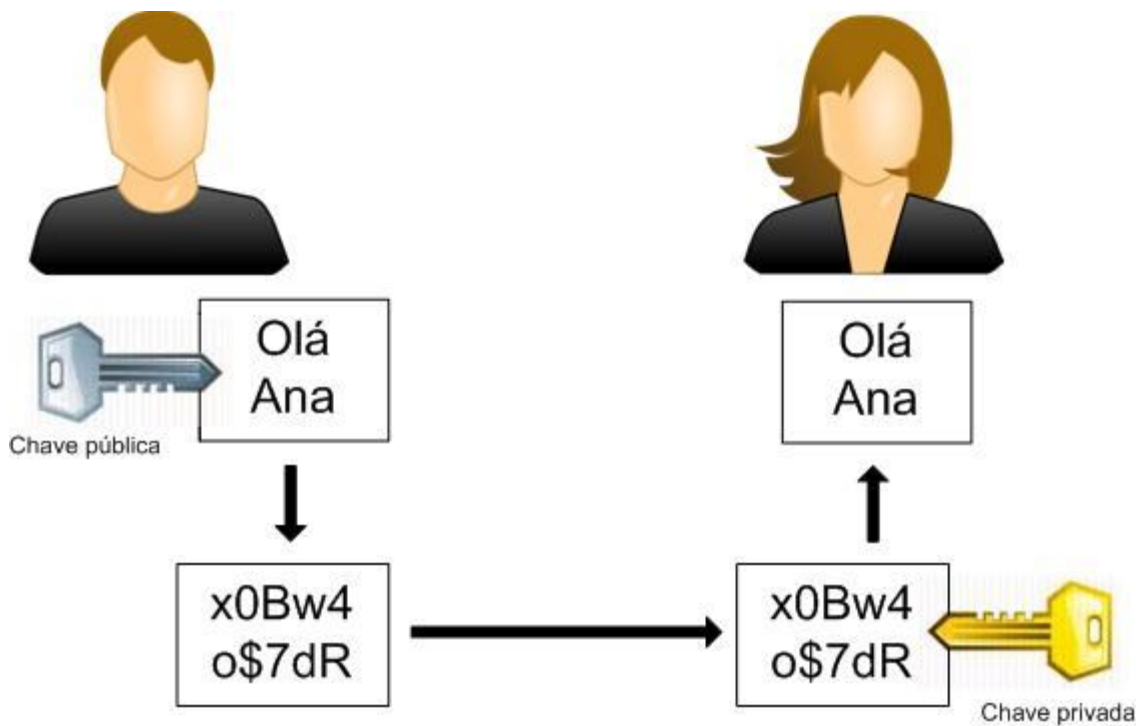 Olá
Ana
Chave pública
x0Bw4
o$7dR
Olá
Ana
x0Bw4
o$7dR
Chave privada